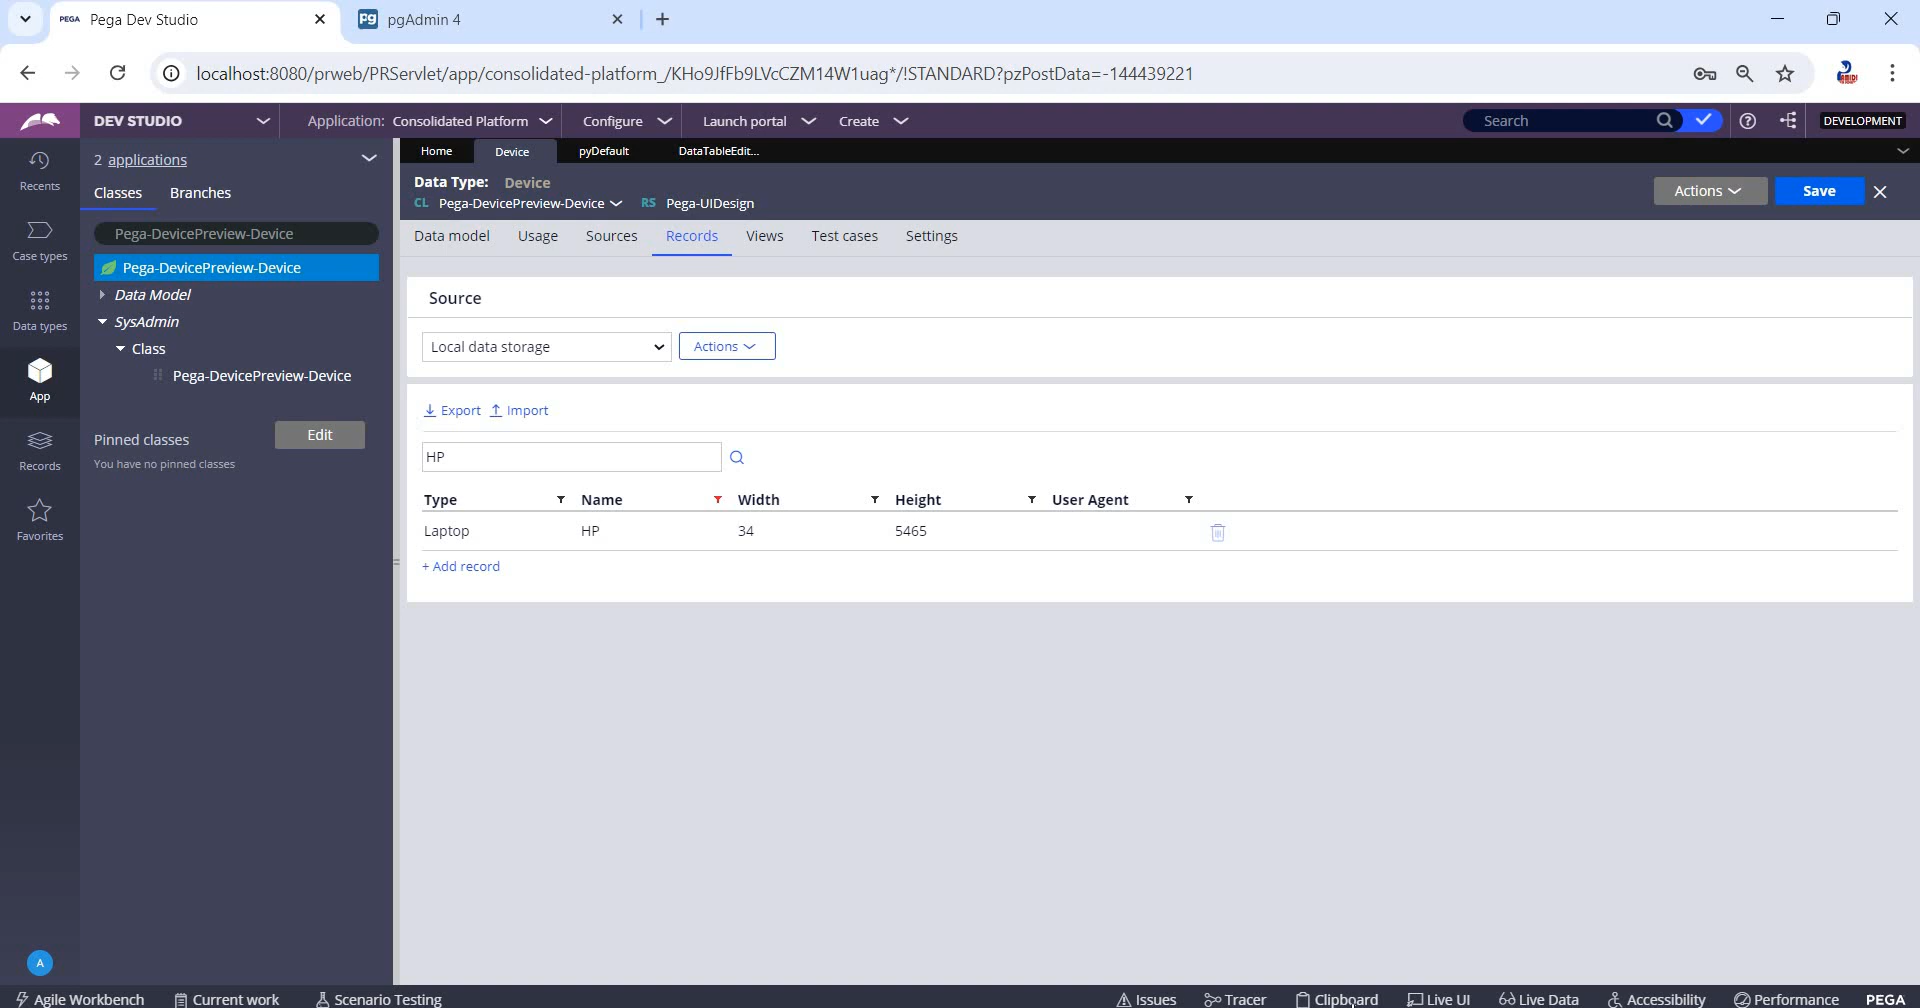 PEGA Pega Dev Studio
pgAdmin 4
localhost:8080/prweb/PRServlet/app/consolidated-platform_/KHo9JfFb9LVcCZM14W1uag*/!STANDARD?pzPostData=-144439221
DEV STUDIO
Application: Consolidated Platform
Configure
Launch portal
Create
Search
DEVELOPMENT
Recents
Case types
Data types
App
Records
Favorites
A
2 applications
Classes Branches
Pega-DevicePreview-Device
Pega-DevicePreview-Device
Data Model
SysAdmin
Class
Pega-DevicePreview-Device
Pinned classes
Edit
You have no pinned classes
Home Device pyDefault DataTableEdit...
Data Type: Device
CL Pega-DevicePreview-Device RS Pega-UIDesign
Actions Save
Data model Usage Sources Records Views Test cases Settings
Source
Local data storage Actions
Export Import
HP
Type Name Width Height User Agent
Laptop HP 34 5465
+ Add record
Agile Workbench Current work Scenario Testing Issues Tracer Clipboard Live UI Live Data Accessibility Performance PEGA